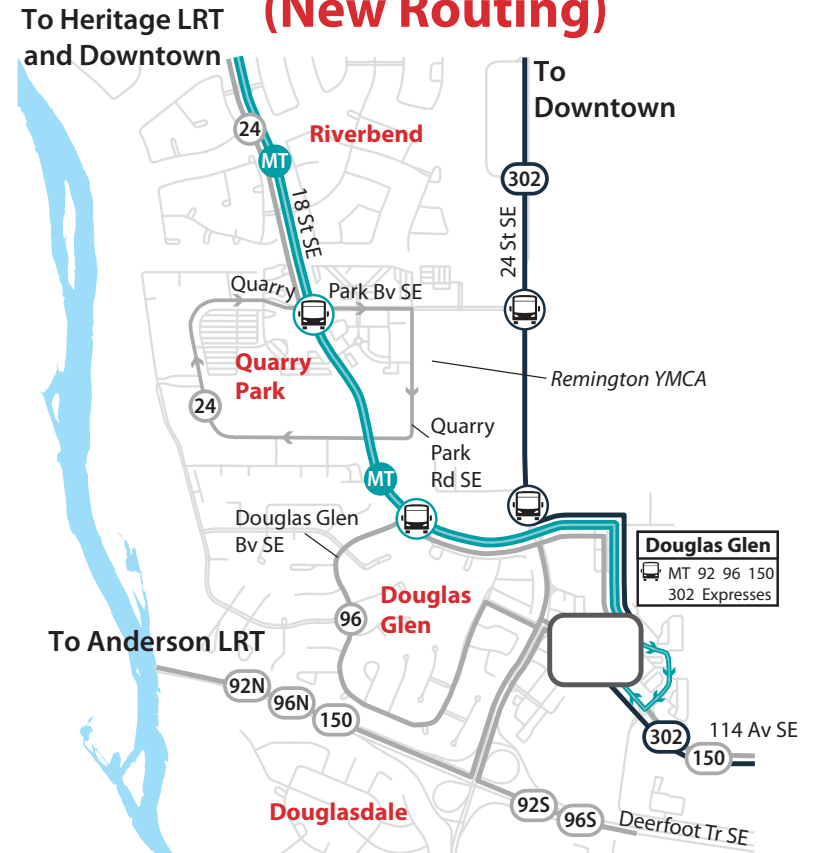 (New Routing)
To Heritage LRT
and Downtown
To
Downtown
24
Riverbend
MT
302
18 St SE
24 St SE
Quarry
Park Bv SE
Quarry
Park
Remington YMCA
24
Quarry
Park
Rd SE
MT
Douglas Glen
Bv SE
Douglas Glen
MT 92 96 150
302 Expresses
Douglas
Glen
96
To Anderson LRT
92N
96N
150
302
114 Av SE
150
92S
96S
Douglasdale
Deerfoot Tr SE